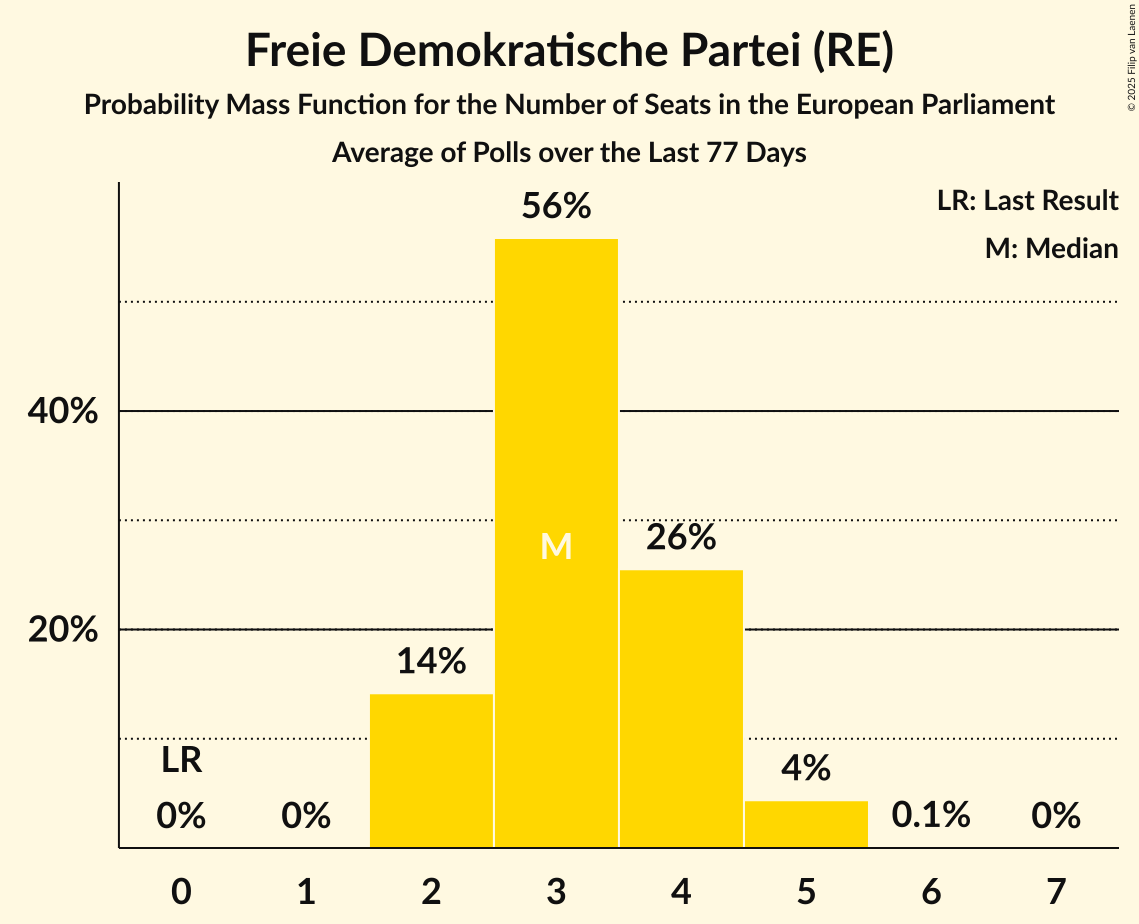 Freie Demokratische Partei (RE)
Probability Mass Function for the Number of Seats in the European Parliament
Average of Polls over the Last 77 Days
© 2025 Filip van Laenen
LR: Last Result
M: Median
56%
40%
M
26%
20%
14%
LR
4%
0%
0%
0.1%
0%
0
1
2
3
4
5
6
7